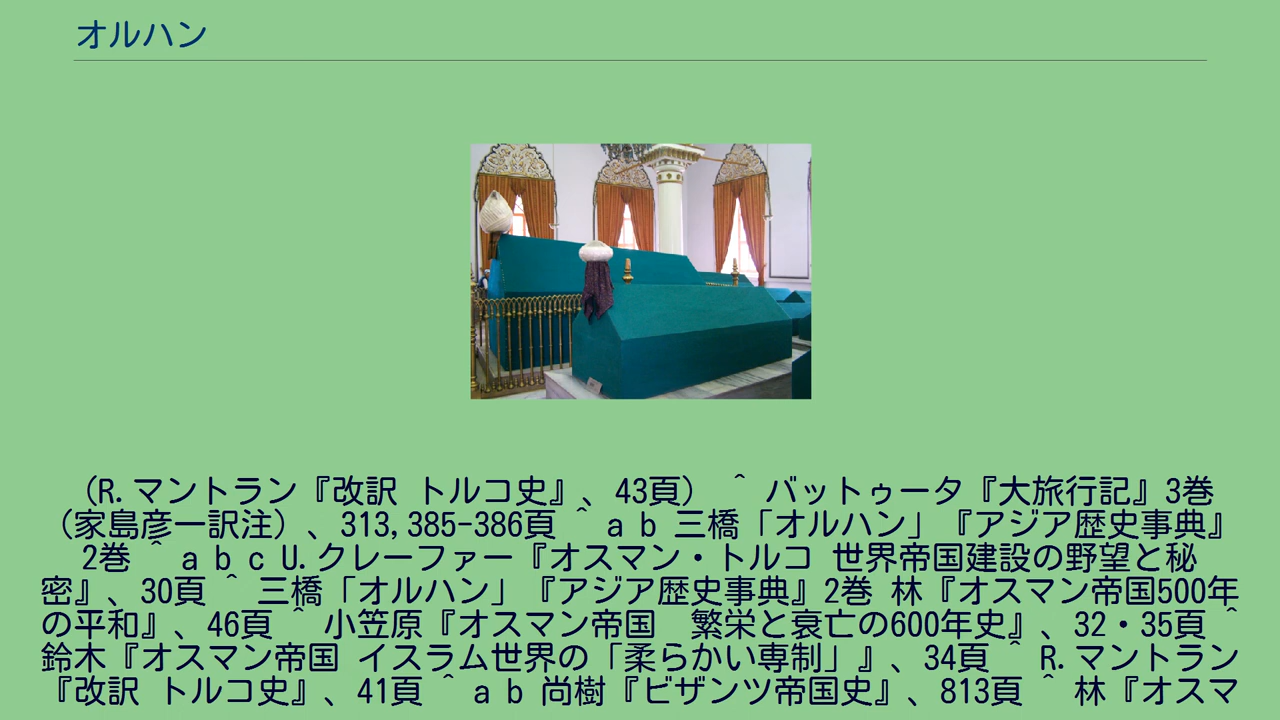 オルハン
（R.マントラン『改訳 トルコ史』、43頁） ^ バットゥータ『大旅行記』3巻
（家島彦一訳注）、313,385-386頁 ^ a b 三橋「オルハン」『アジア歴史事典』
2巻 ^ a b c U.クレーファー『オスマン・トルコ 世界帝国建設の野望と秘
密』、30頁 ^ 三橋「オルハン」『アジア歴史事典』2巻 林『オスマン帝国500年
の平和』、46頁 ^ 小笠原『オスマン帝国　繁栄と衰亡の600年史』、32・35頁 ^
鈴木『オスマン帝国 イスラム世界の「柔らかい専制」』、34頁 ^ R.マントラン
『改訳 トルコ史』、41頁 ^ a b 尚樹『ビザンツ帝国史』、813頁 ^ 林『オスマ